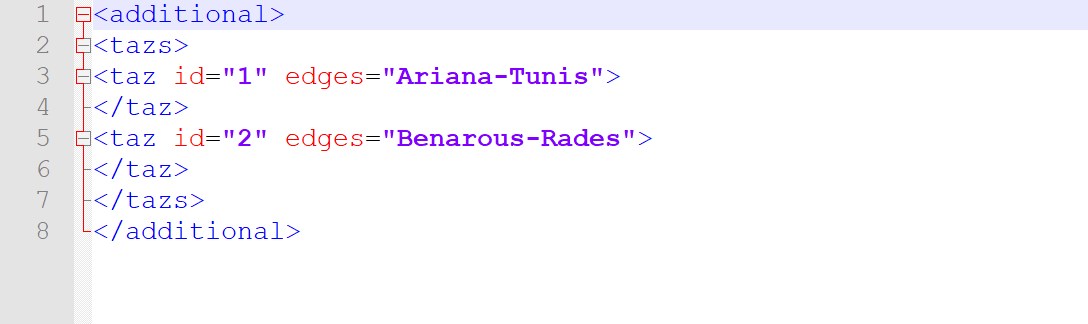 1 <additional>
2 <tazs>
3 <taz id="1" edges="Ariana-Tunis">
4 </taz>
5 <taz id="2" edges="Benarous-Rades">
6 </taz>
7 </tazs>
8 </additional>